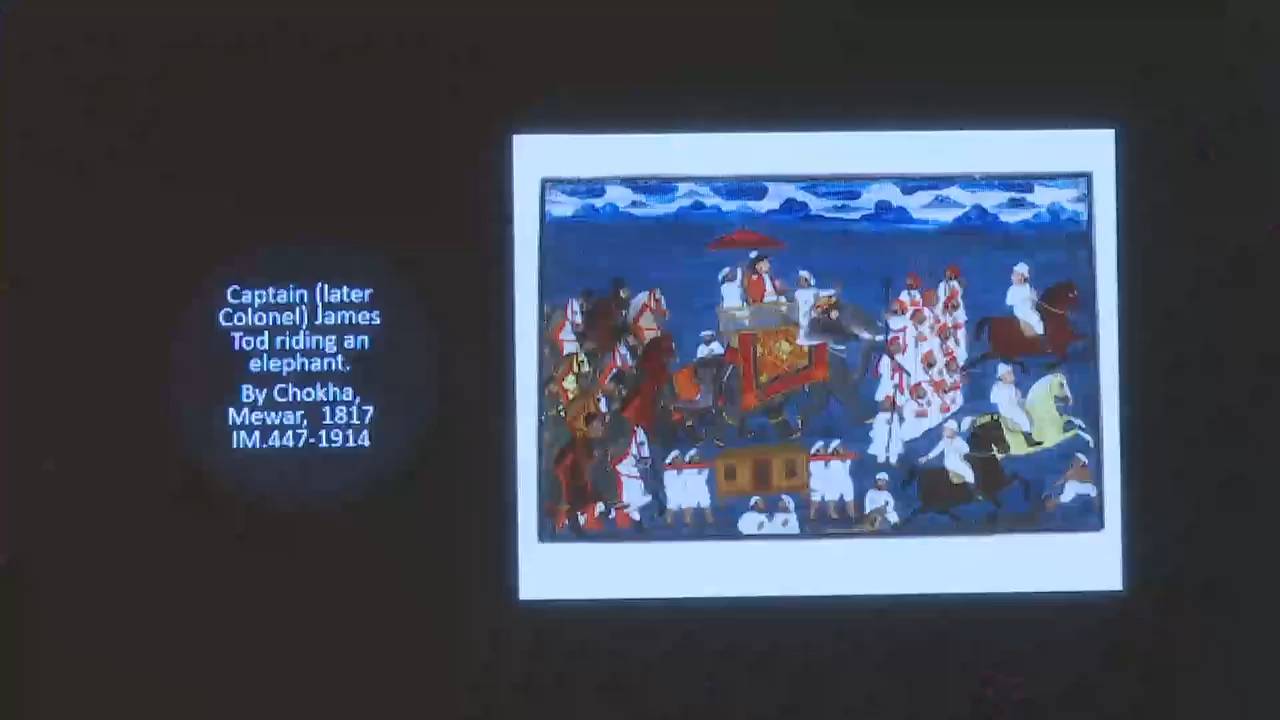 Captain (later
Colonel) James
Tod riding an
elephant.
By Chokha,
Mewar, 1817
IM.447-1914